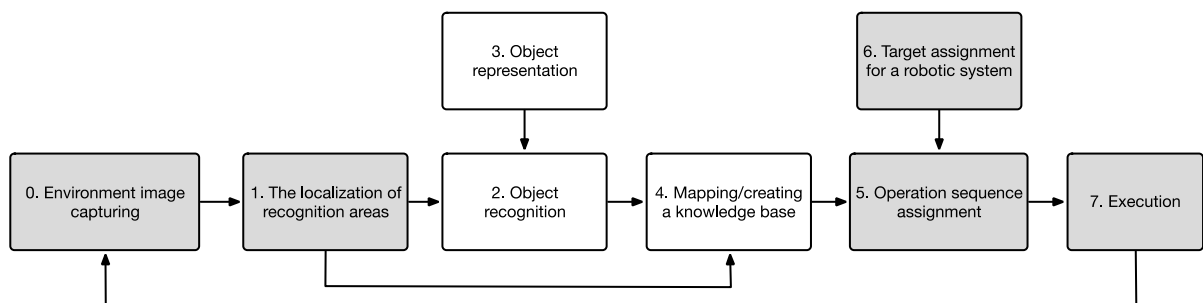 3. Object
representation
6. Target assignment
for a robotic system
0. Environment image
capturing
1. The localization of
recognition areas
2. Object
recognition
4. Mapping/creating
a knowledge base
5. Operation sequence
assignment
7. Execution